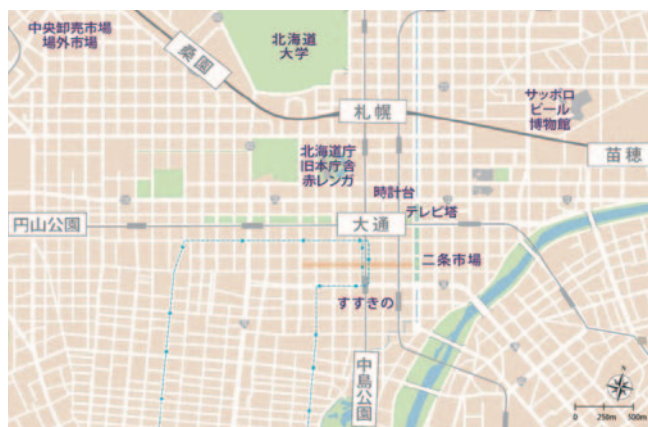 中央卸売市場
場外市場
桑園
北海道
大学
札幌
サッポロ
ビール
博物館
苗穂
北海道庁
旧本庁舎
赤レンガ
時計台
円山公園
大通
テレビ塔
二条市場
すすきの
中島公園
N
0 250m 500m